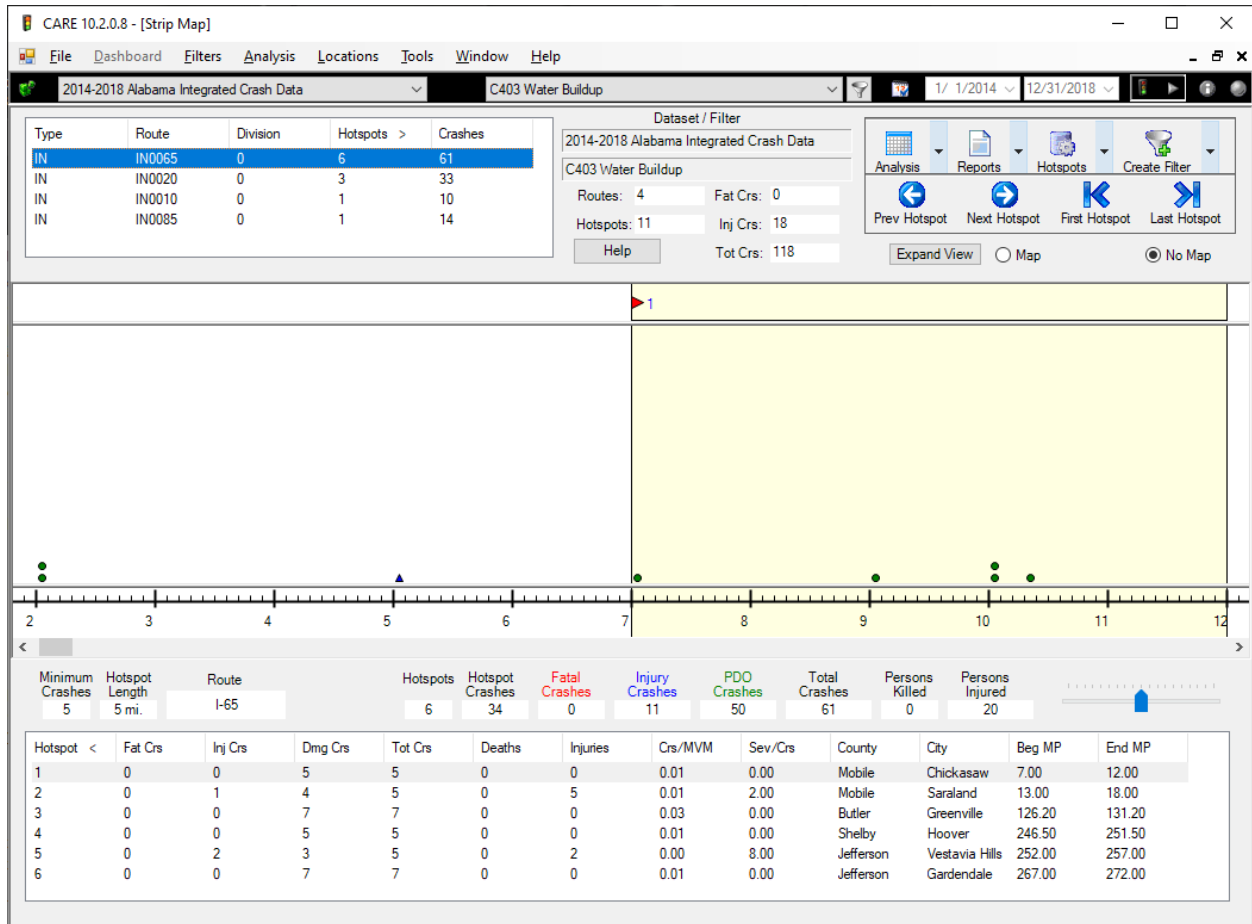 CARE 10.2.0.8 - [Strip Map]
File Dashboard Filters Analysis Locations Tools Window Help
2014-2018 Alabama Integrated Crash Data C403 Water Buildup 1/ 1/2014 12/31/2018
Type Route Division Hotspots > Crashes
IN IN0065 0 6 61
IN IN0020 0 3 33
IN IN0010 0 1 10
IN IN0085 0 1 14
Dataset / Filter
2014-2018 Alabama Integrated Crash Data
C403 Water Buildup
Routes: 4 Fat Crs: 0
Hotspots: 11 Inj Crs: 18
Help Tot Crs: 118
Analysis Reports Hotspots Create Filter
Prev Hotspot Next Hotspot First Hotspot Last Hotspot
Expand View Map No Map
1
2 3 4 5 6 7 8 9 10 11 12
Minimum Crashes 5
Hotspot Length 5 mi.
Route I-65
Hotspots 6
Hotspot Crashes 34
Fatal Crashes 0
Injury Crashes 11
PDO Crashes 50
Total Crashes 61
Persons Killed 0
Persons Injured 20
Hotspot < Fat Crs Inj Crs Dmg Crs Tot Crs Deaths Injuries Crs/MVM Sev/Crs County City Beg MP End MP
1 0 0 5 5 0 0 0.01 0.00 Mobile Chickasaw 7.00 12.00
2 0 1 4 5 0 5 0.01 2.00 Mobile Saraland 13.00 18.00
3 0 0 7 7 0 0 0.03 0.00 Butler Greenville 126.20 131.20
4 0 0 5 5 0 0 0.01 0.00 Shelby Hoover 246.50 251.50
5 0 2 3 5 0 2 0.00 8.00 Jefferson Vestavia Hills 252.00 257.00
6 0 0 7 7 0 0 0.01 0.00 Jefferson Gardendale 267.00 272.00